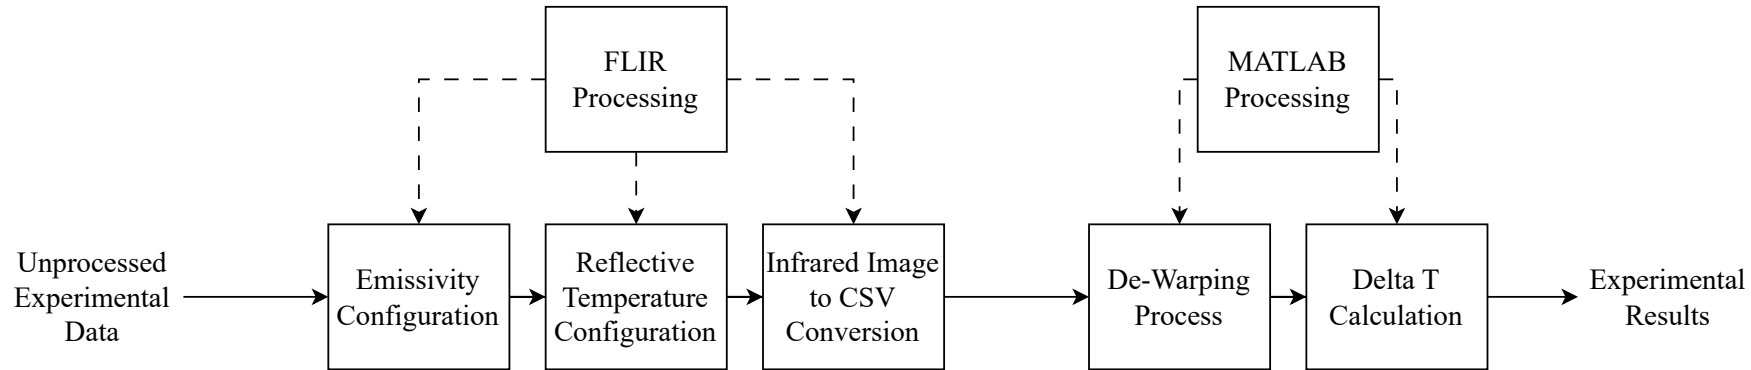 FLIR
Processing
MATLAB
Processing
Unprocessed
Experimental
Data
Emissivity
Configuration
Reflective
Temperature
Configuration
Infrared Image
to CSV
Conversion
De-Warping
Process
Delta T
Calculation
Experimental
Results